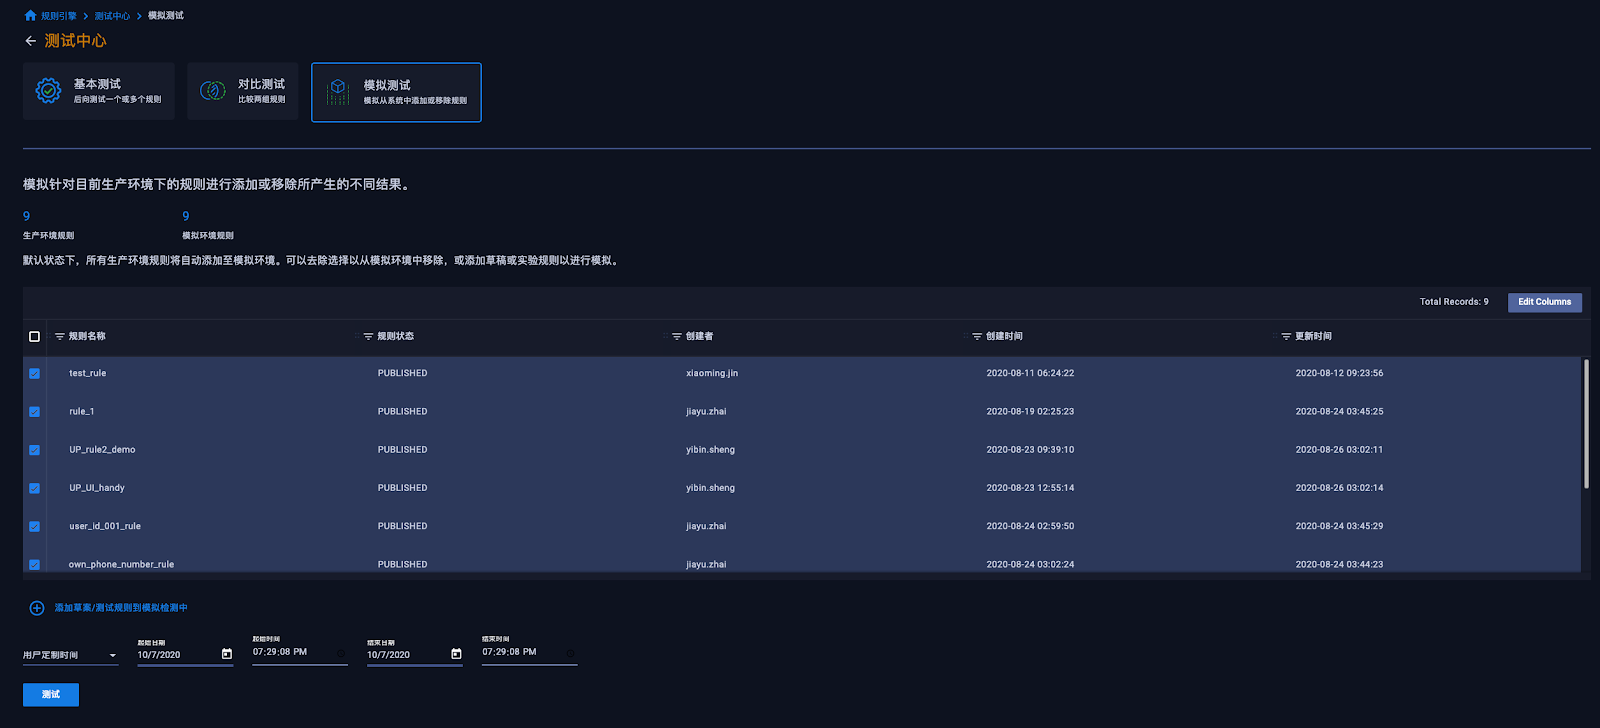 规则引擎 > 测试中心 > 模拟测试
测试中心
基本测试
后向测试一个或多个规则
对比测试
比较两组规则
模拟测试
模拟从系统中添加或移除规则
模拟针对目前生产环境下的规则进行添加或移除所产生的不同结果。
9 9
生产环境规则 模拟环境规则
默认状态下，所有生产环境规则将自动添加至模拟环境。可以去除选择以从模拟环境中移除，或添加草稿或实验规则以进行模拟。
Total Records: 9 Edit Columns
规则名称 规则状态 创建者 创建时间 更新时间
test_rule PUBLISHED xiaoming.jin 2020-08-11 06:24:22 2020-08-12 09:23:56
rule_1 PUBLISHED jiayu.zhai 2020-08-19 02:25:23 2020-08-24 03:45:25
UP_rule2_demo PUBLISHED yibin.sheng 2020-08-23 09:39:10 2020-08-26 03:02:11
UP_UI_handy PUBLISHED yibin.sheng 2020-08-23 12:55:14 2020-08-26 03:02:14
user_id_001_rule PUBLISHED jiayu.zhai 2020-08-24 02:59:50 2020-08-24 03:45:29
own_phone_number_rule PUBLISHED jiayu.zhai 2020-08-24 03:02:24 2020-08-24 03:44:23
添加草案/测试规则到模拟检测中
起始日期 起始时间 结束日期 结束时间
用户定制时间 10/7/2020 07:29:08 PM 10/7/2020 07:29:08 PM
测试